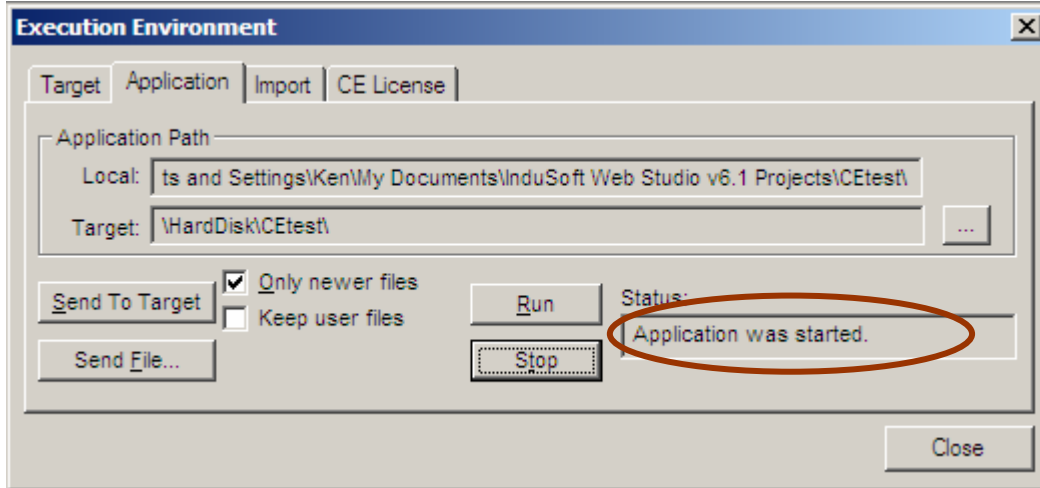 Execution Environment
Target Application Import CE License
Application Path
Local: ts and Settings\Ken\My Documents\InduSoft Web Studio v6.1 Projects\CEtest\
Target: \HardDisk\CEtest\ ...
Send To Target Only newer files Run Status:
Keep user files Application was started.
Send File... Stop
Close